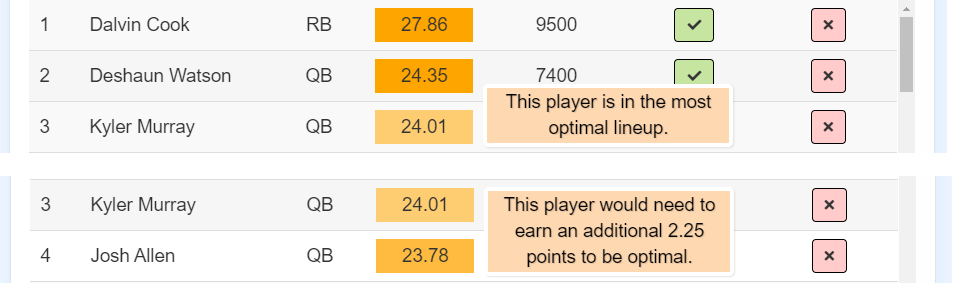 1 Dalvin Cook RB 27.86 9500 ✓ ×
2 Deshaun Watson QB 24.35 7400 ✓ ×
This player is in the most
optimal lineup.
3 Kyler Murray QB 24.01 ×
3 Kyler Murray QB 24.01 ×
This player would need to
earn an additional 2.25
points to be optimal.
4 Josh Allen QB 23.78 ×